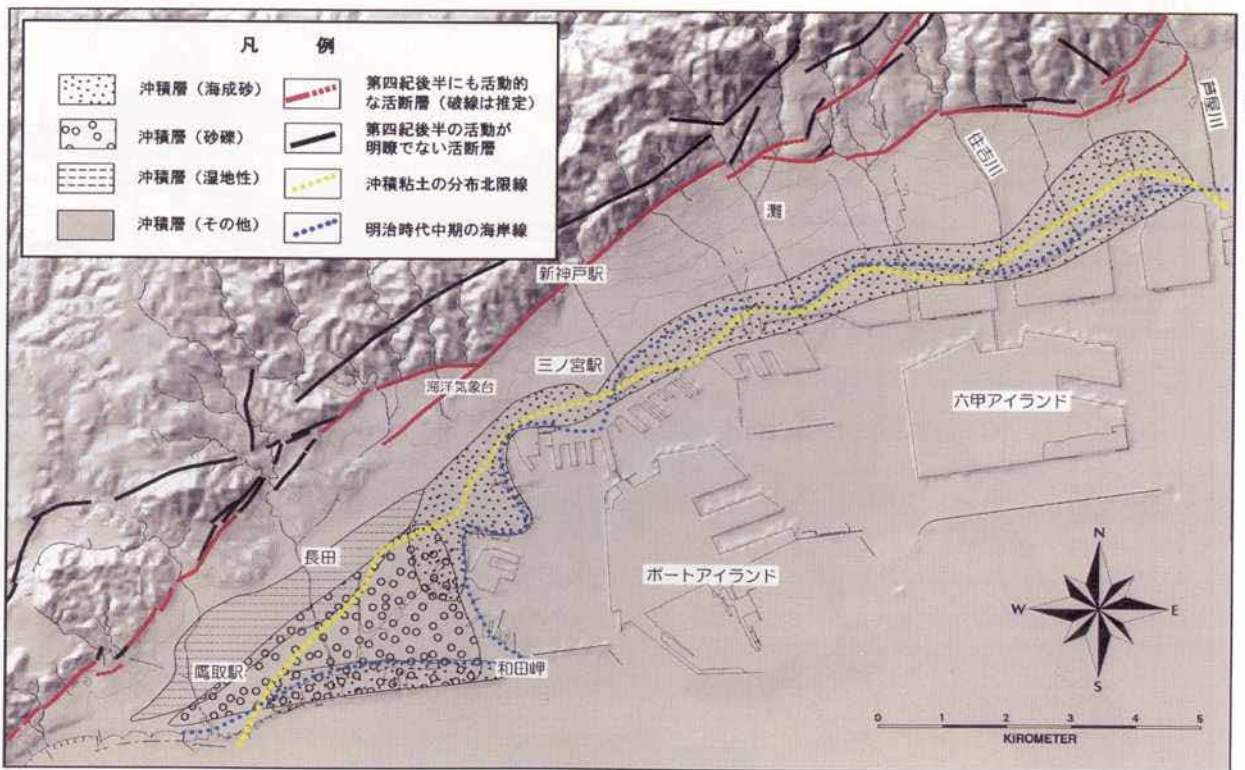 凡 例
沖積層（海成砂）
沖積層（砂礫）
沖積層（湿地性）
沖積層（その他）
第四紀後半にも活動的
な活断層（破線は推定）
第四紀後半の活動が
明瞭でない活断層
沖積粘土の分布北限線
明治時代中期の海岸線
芦屋川
住吉川
灘
新神戸駅
三ノ宮駅
海洋気象台
六甲アイランド
長田
ポートアイランド
鷹取駅
和田岬
N
W
E
S
0 1 2 3 4 5
KIROMETER